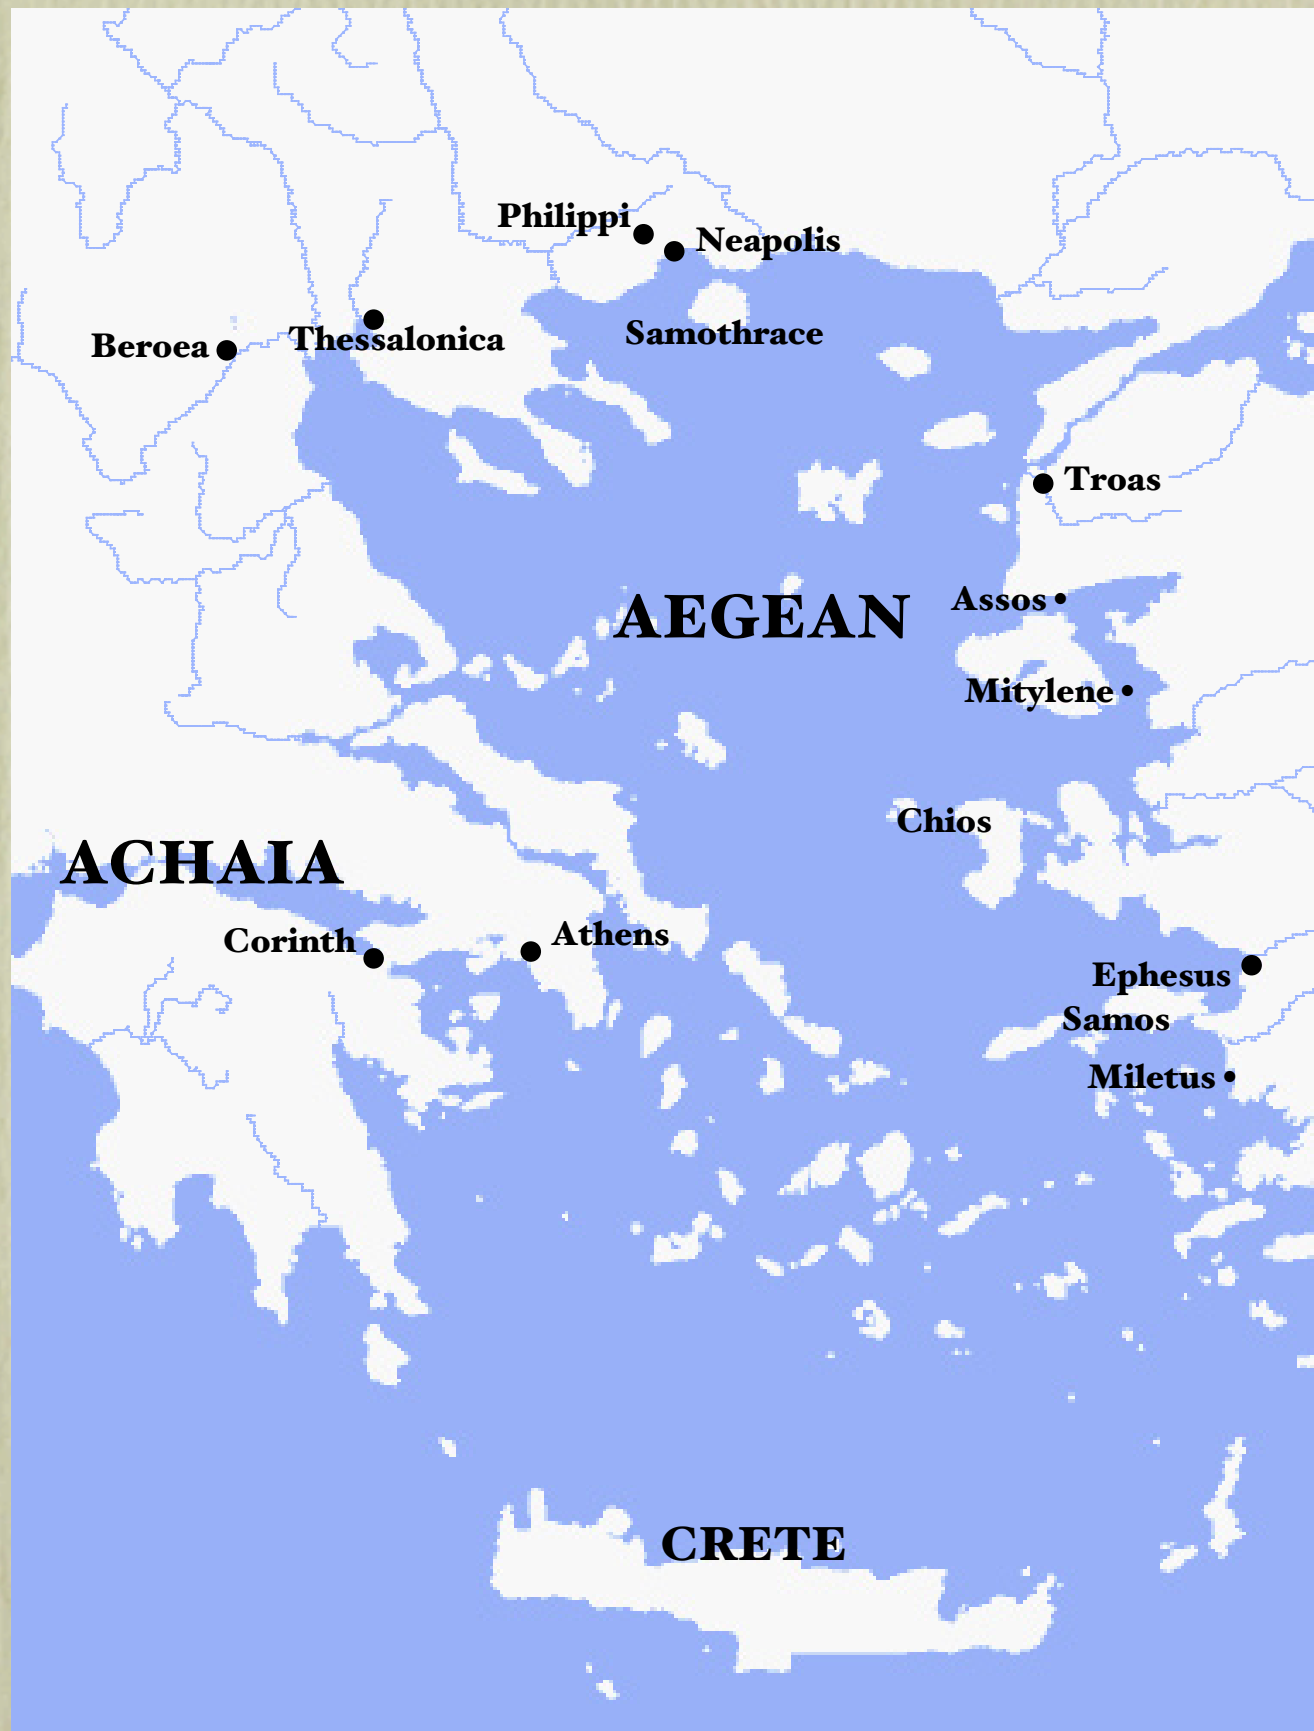 Philippi
Neapolis
Samothrace
Thessalonica
Beroea
Troas
AEGEAN
Assos
Mitylene
Chios
ACHAIA
Corinth
Athens
Ephesus
Samos
Miletus
CRETE